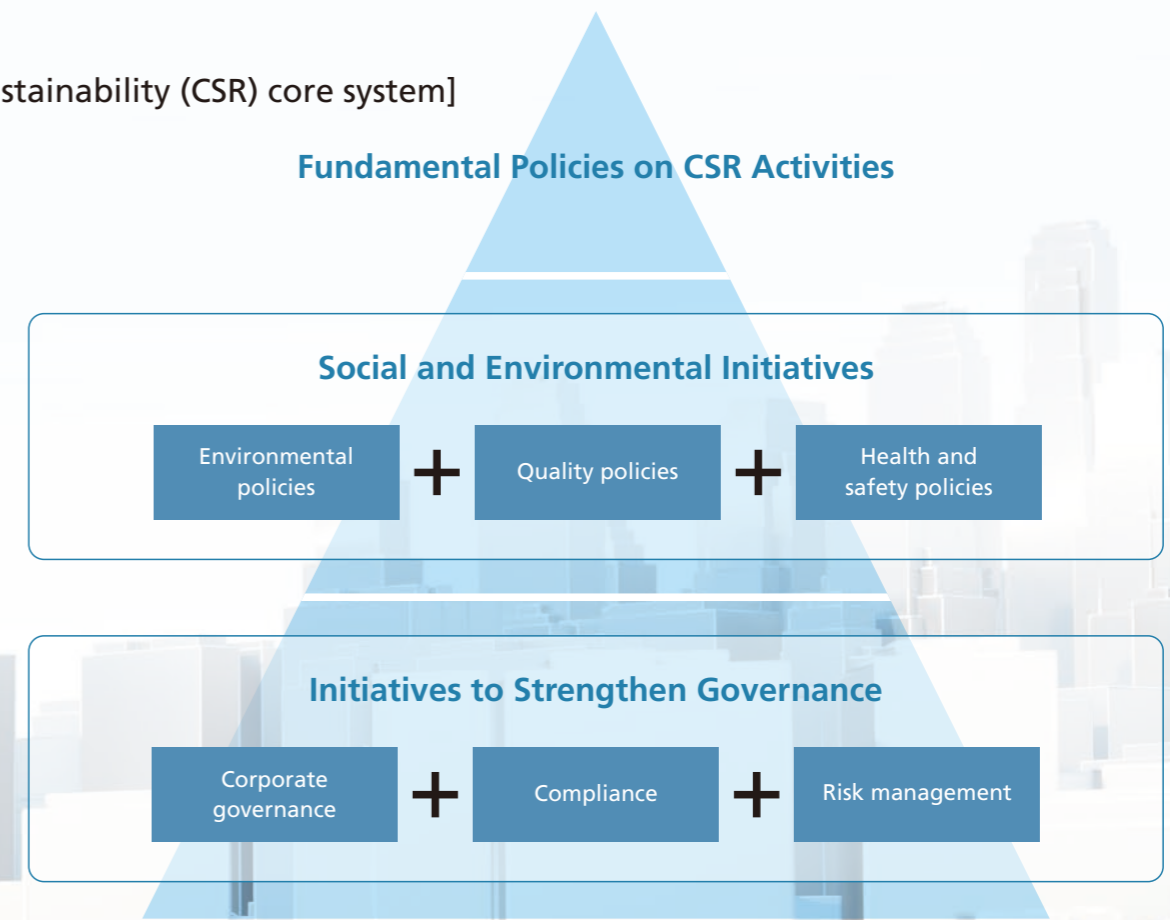 stainability (CSR) core system]
Fundamental Policies on CSR Activities
Social and Environmental Initiatives
Environmental
policies
+
Quality policies
+
Health and
safety policies
Initiatives to Strengthen Governance
Corporate
governance
+
Compliance
+
Risk management